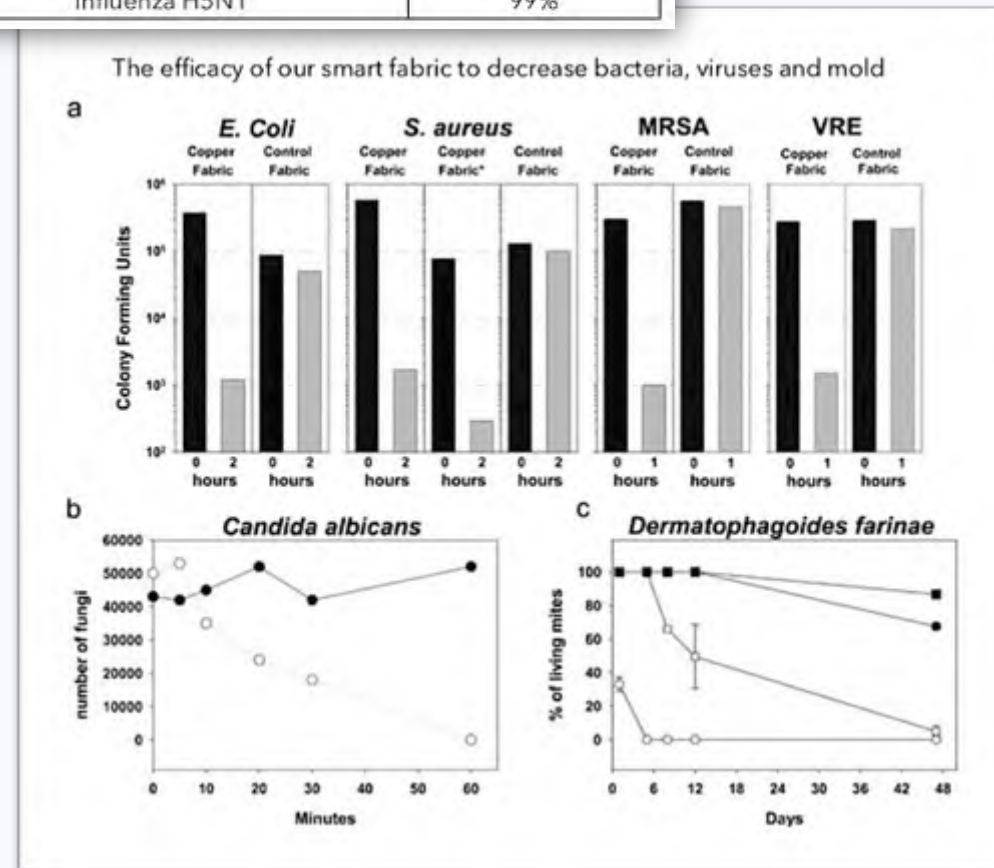 Influenza H5N1 99%
The efficacy of our smart fabric to decrease bacteria, viruses and mold
a
E. Coli S. aureus MRSA VRE
Copper Fabric Control Fabric Copper Fabric Copper Fabric* Control Fabric Copper Fabric Control Fabric Copper Fabric Control Fabric
Colony Forming Units
10⁶
10⁵
10⁴
10³
10²
0 2 0 2 0 2 0 2 0 2 0 1 0 1 0 1 0 1
hours hours hours hours hours hours hours hours hours
b
Candida albicans
number of fungi
60000
50000
40000
30000
20000
10000
0
0 10 20 30 40 50 60
Minutes
c
Dermatophagoides farinae
% of living mites
100
80
60
40
20
0
0 6 12 18 24 30 36 42 48
Days